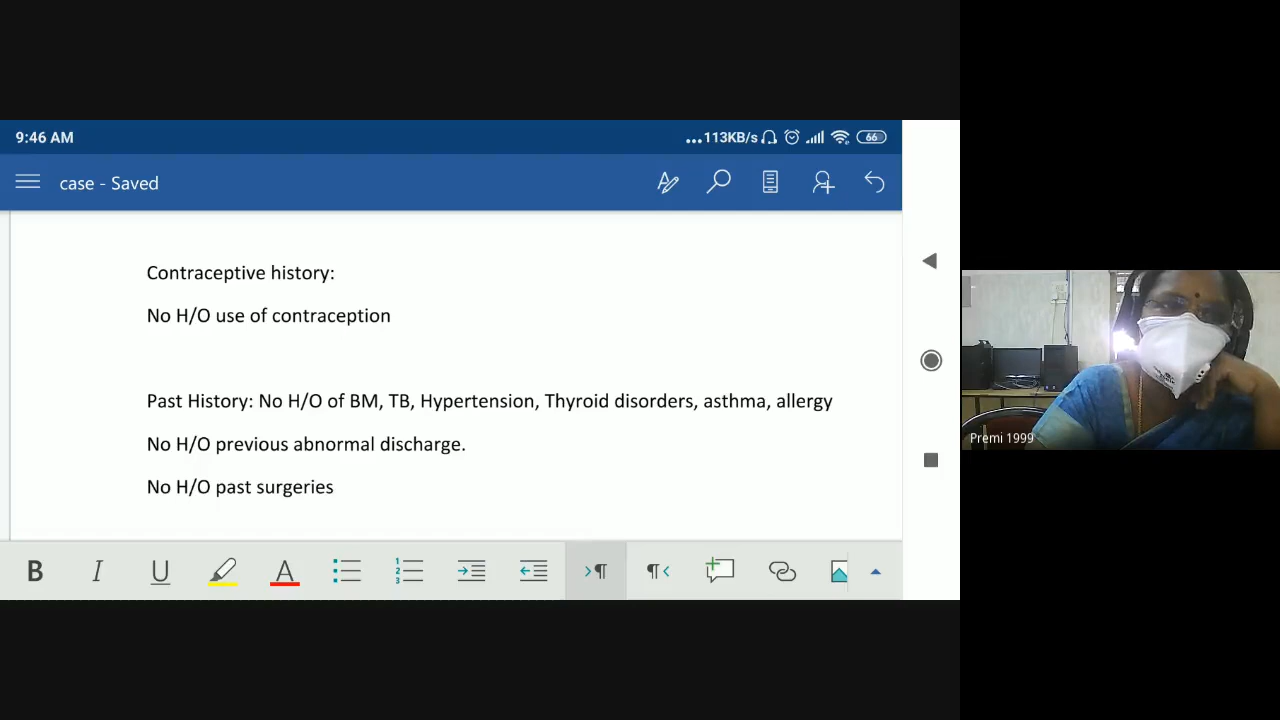 9:46 AM
...113KB/s 66
case - Saved
Contraceptive history:
No H/O use of contraception
Past History: No H/O of BM, TB, Hypertension, Thyroid disorders, asthma, allergy
No H/O previous abnormal discharge.
No H/O past surgeries
B I U A
Premi 1999